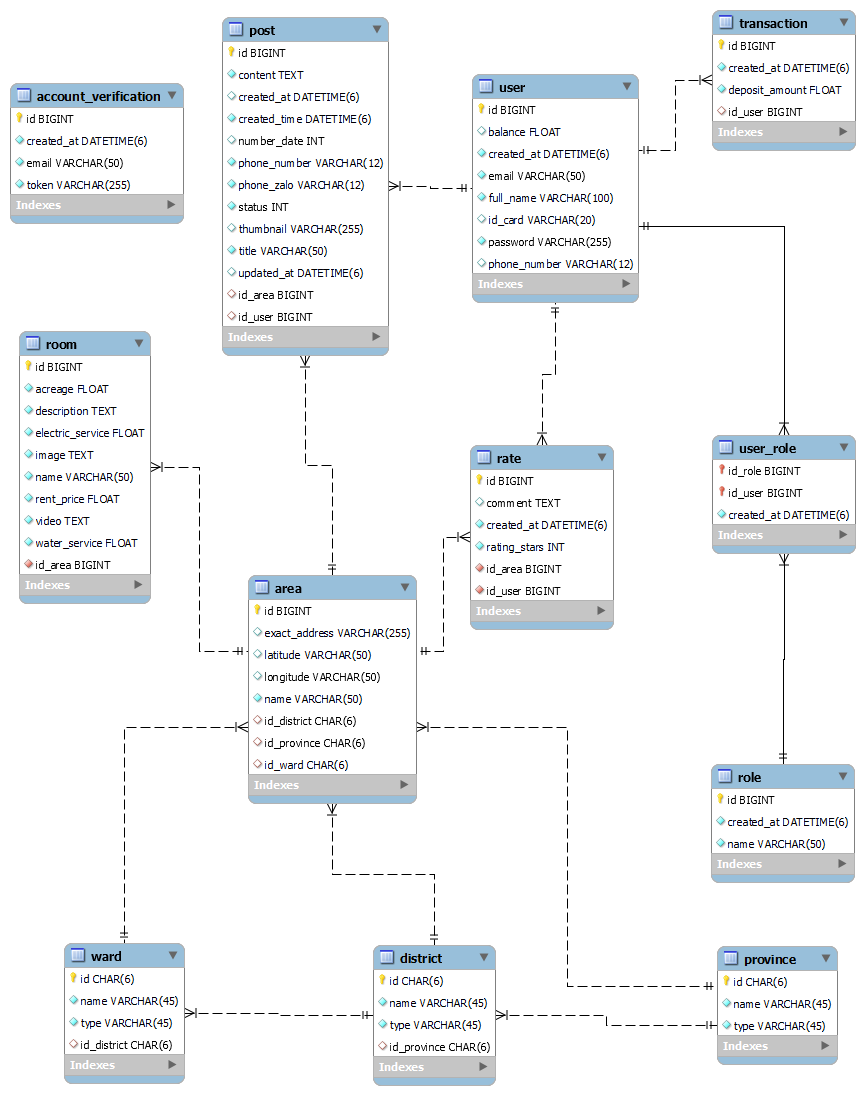 post
id BIGINT
content TEXT
created_at DATETIME(6)
created_time DATETIME(6)
number_date INT
phone_number VARCHAR(12)
phone_zalo VARCHAR(12)
status INT
thumbnail VARCHAR(255)
title VARCHAR(50)
updated_at DATETIME(6)
id_area BIGINT
id_user BIGINT
Indexes
transaction
id BIGINT
created_at DATETIME(6)
deposit_amount FLOAT
id_user BIGINT
Indexes
account_verification
id BIGINT
created_at DATETIME(6)
email VARCHAR(50)
token VARCHAR(255)
Indexes
user
id BIGINT
balance FLOAT
created_at DATETIME(6)
email VARCHAR(50)
full_name VARCHAR(100)
id_card VARCHAR(20)
password VARCHAR(255)
phone_number VARCHAR(12)
Indexes
room
id BIGINT
acreage FLOAT
description TEXT
electric_service FLOAT
image TEXT
name VARCHAR(50)
rent_price FLOAT
video TEXT
water_service FLOAT
id_area BIGINT
Indexes
rate
id BIGINT
comment TEXT
created_at DATETIME(6)
rating_stars INT
id_area BIGINT
id_user BIGINT
Indexes
user_role
id_role BIGINT
id_user BIGINT
created_at DATETIME(6)
Indexes
area
id BIGINT
exact_address VARCHAR(255)
latitude VARCHAR(50)
longitude VARCHAR(50)
name VARCHAR(50)
id_district CHAR(6)
id_province CHAR(6)
id_ward CHAR(6)
Indexes
role
id BIGINT
created_at DATETIME(6)
name VARCHAR(50)
Indexes
ward
id CHAR(6)
name VARCHAR(45)
type VARCHAR(45)
id_district CHAR(6)
Indexes
district
id CHAR(6)
name VARCHAR(45)
type VARCHAR(45)
id_province CHAR(6)
Indexes
province
id CHAR(6)
name VARCHAR(45)
type VARCHAR(45)
Indexes